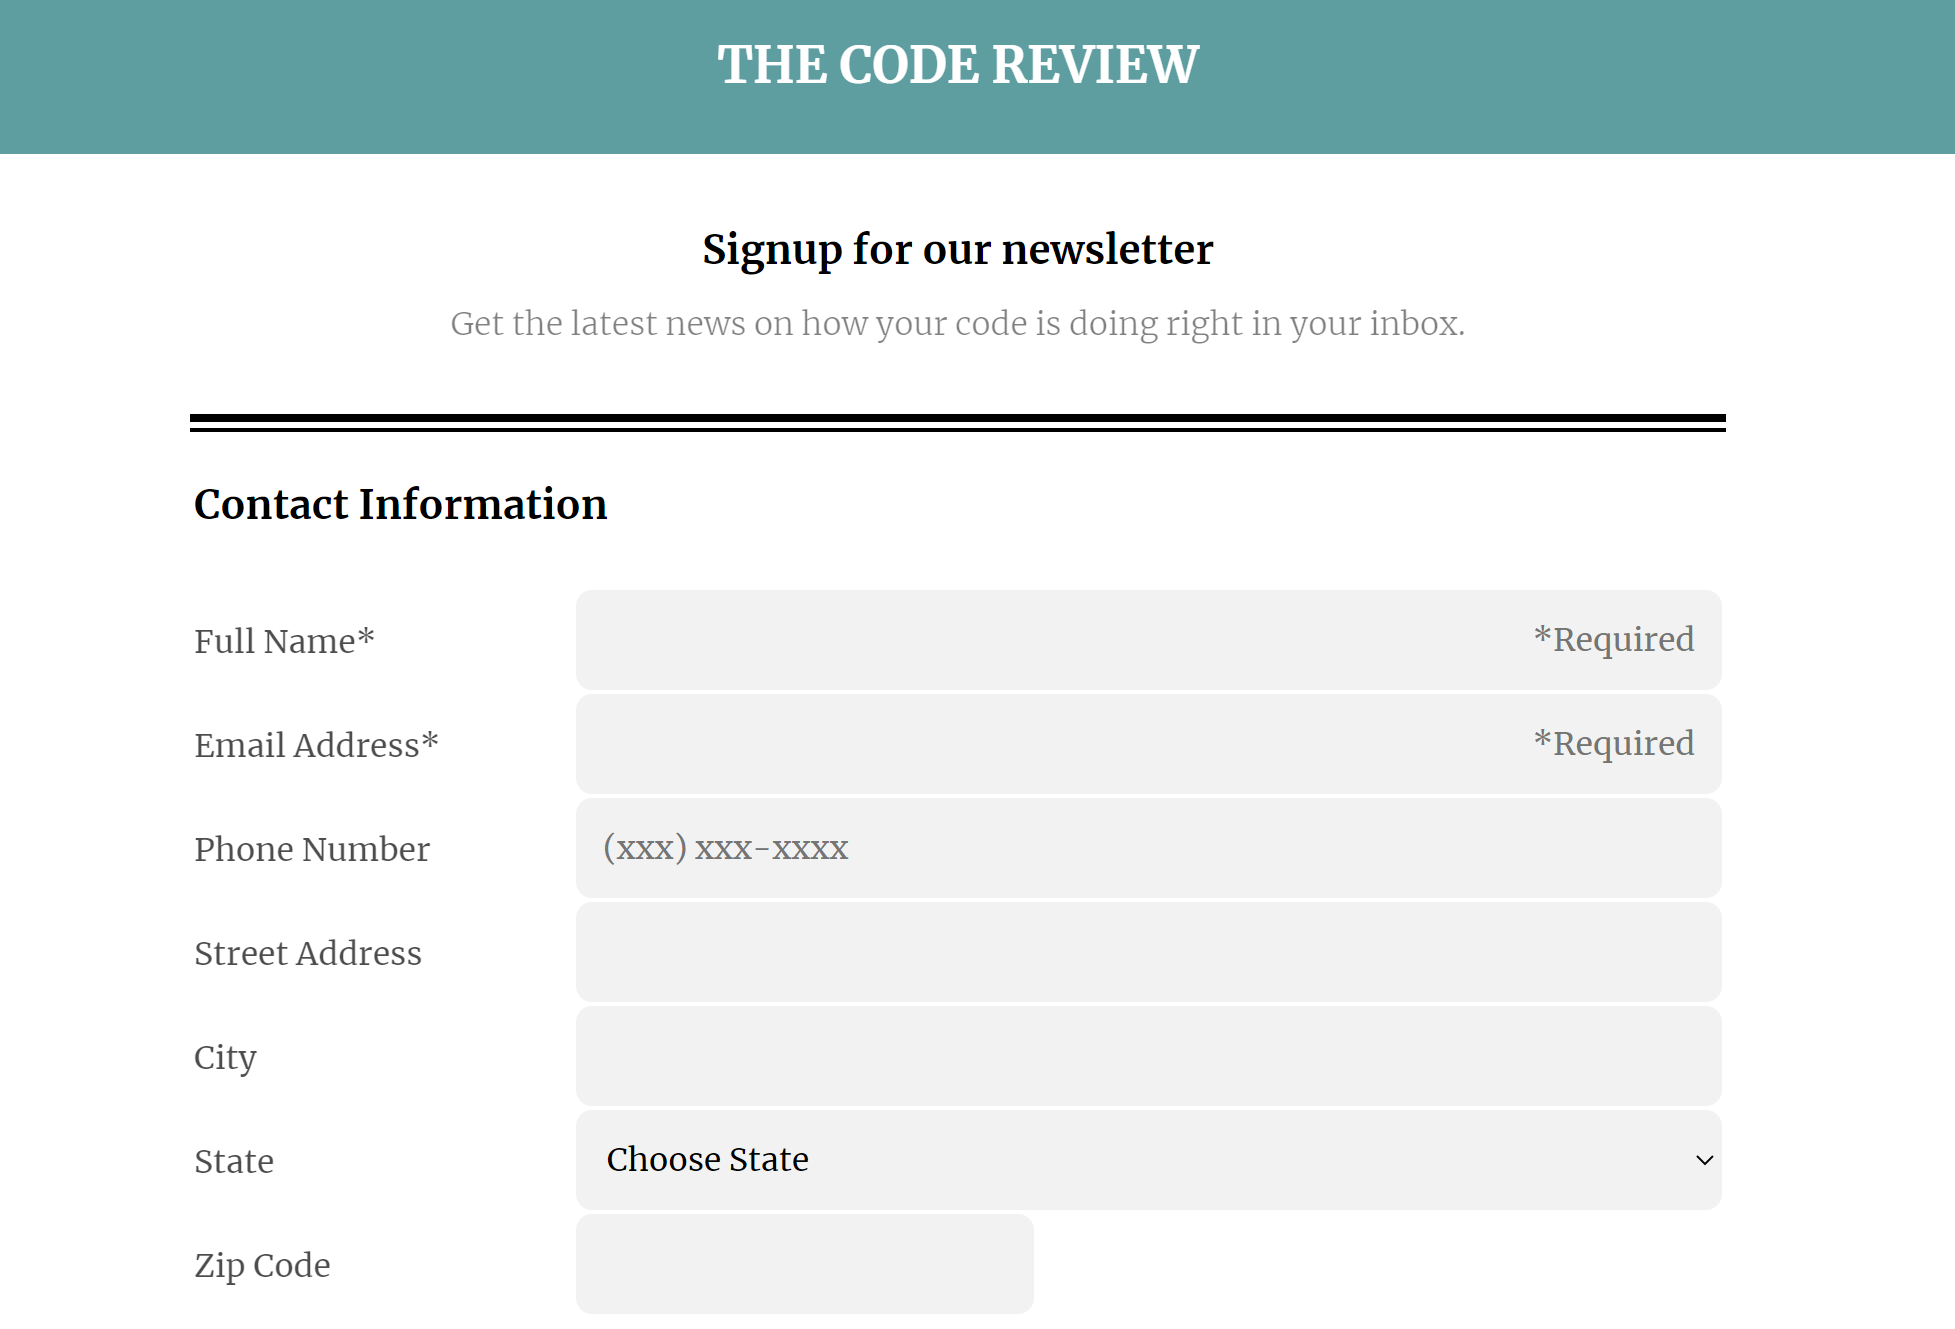 THE CODE REVIEW
Signup for our newsletter
Get the latest news on how your code is doing right in your inbox.
Contact Information
Full Name*
*Required
Email Address*
*Required
Phone Number
(xxx) xxx-xxxx
Street Address
City
State
Choose State
Zip Code